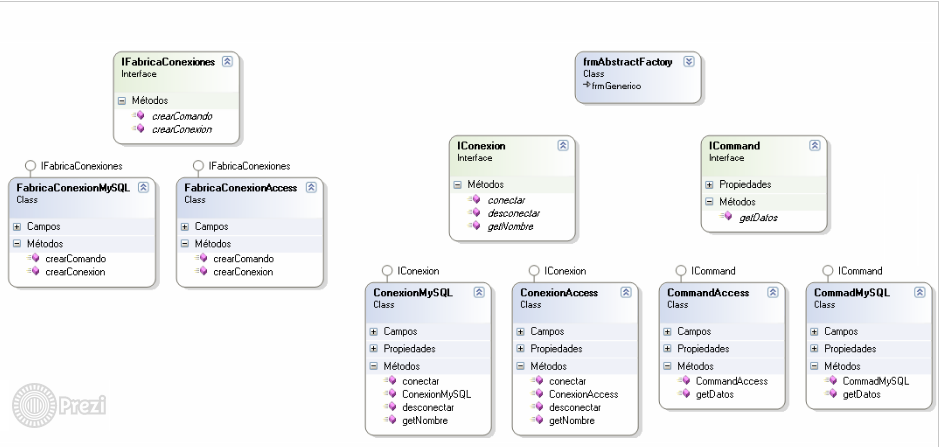 IFabricaConexiones
Interface
Métodos
crearComando
crearConexion
frmAbstractFactory
Class
frmGenerico
IConexion
Interface
Métodos
conectar
desconectar
getNombre
ICommand
Interface
Propiedades
Métodos
getDatos
IFabricaConexiones
FabricaConexionMySQL
Class
Campos
Métodos
crearComando
crearConexion
IFabricaConexiones
FabricaConexionAccess
Class
Campos
Métodos
crearComando
crearConexion
IConexion
ConexionMySQL
Class
Campos
Propiedades
Métodos
conectar
ConexionMySQL
desconectar
getNombre
IConexion
ConexionAccess
Class
Campos
Propiedades
Métodos
conectar
ConexionAccess
desconectar
getNombre
ICommand
CommandAccess
Class
Campos
Propiedades
Métodos
CommandAccess
getDatos
ICommand
CommadMySQL
Class
Campos
Propiedades
Métodos
CommadMySQL
getDatos
Prezi